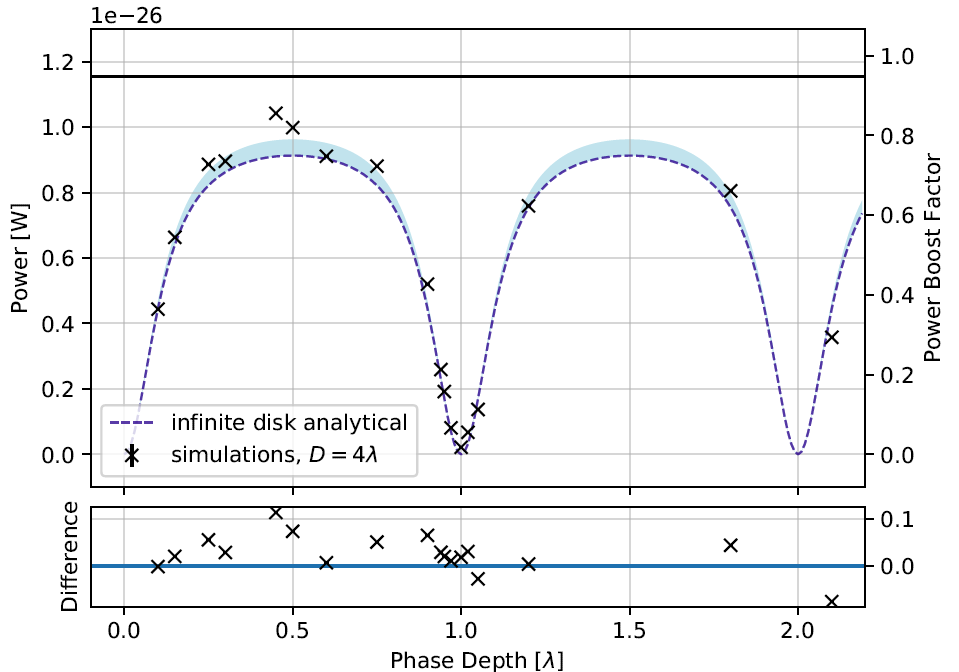 1e−26
1.2
1.0
0.8
0.6
0.4
0.2
0.0
Power [W]
1.0
0.8
0.6
0.4
0.2
0.0
Power Boost Factor
infinite disk analytical
simulations, D = 4λ
Difference
0.1
0.0
0.0
0.5
1.0
1.5
2.0
Phase Depth [λ]